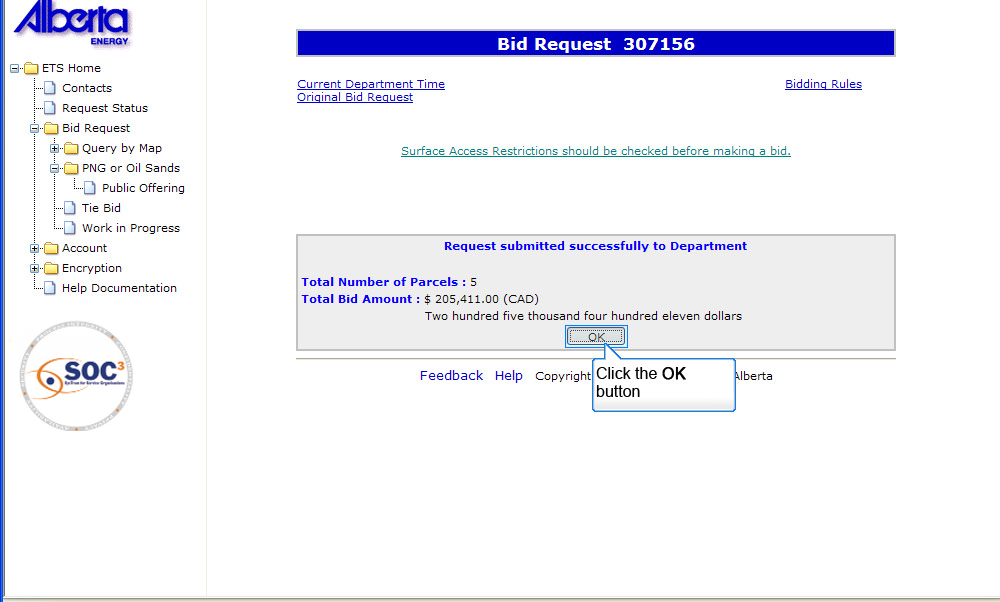 Alberta
ENERGY
Bid Request 307156
ETS Home
Contacts
Request Status
Bid Request
Query by Map
PNG or Oil Sands
Public Offering
Tie Bid
Work in Progress
Account
Encryption
Help Documentation
SOC3
SysTrust for Service Organizations
Current Department Time
Bidding Rules
Original Bid Request
Surface Access Restrictions should be checked before making a bid.
Request submitted successfully to Department
Total Number of Parcels : 5
Total Bid Amount : $ 205,411.00 (CAD)
Two hundred five thousand four hundred eleven dollars
OK
Click the OK
button
Feedback Help Copyright Alberta